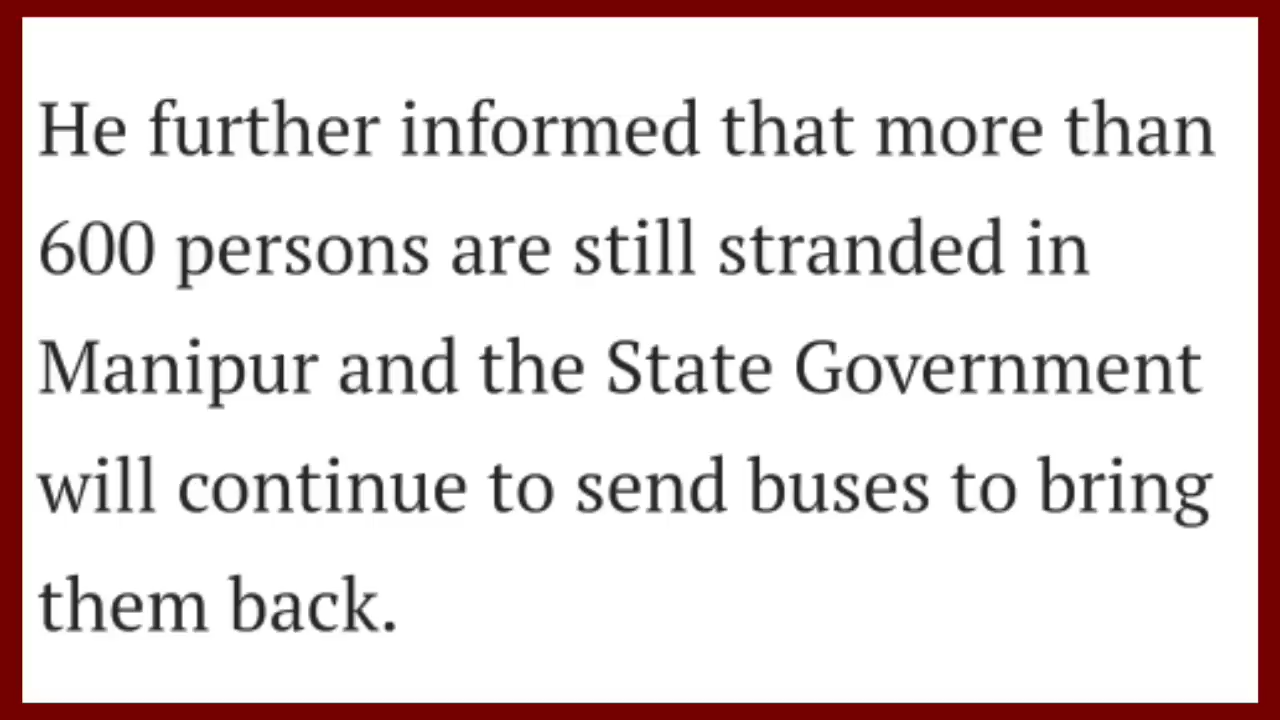 He further informed that more than
600 persons are still stranded in
Manipur and the State Government
will continue to send buses to bring
them back.